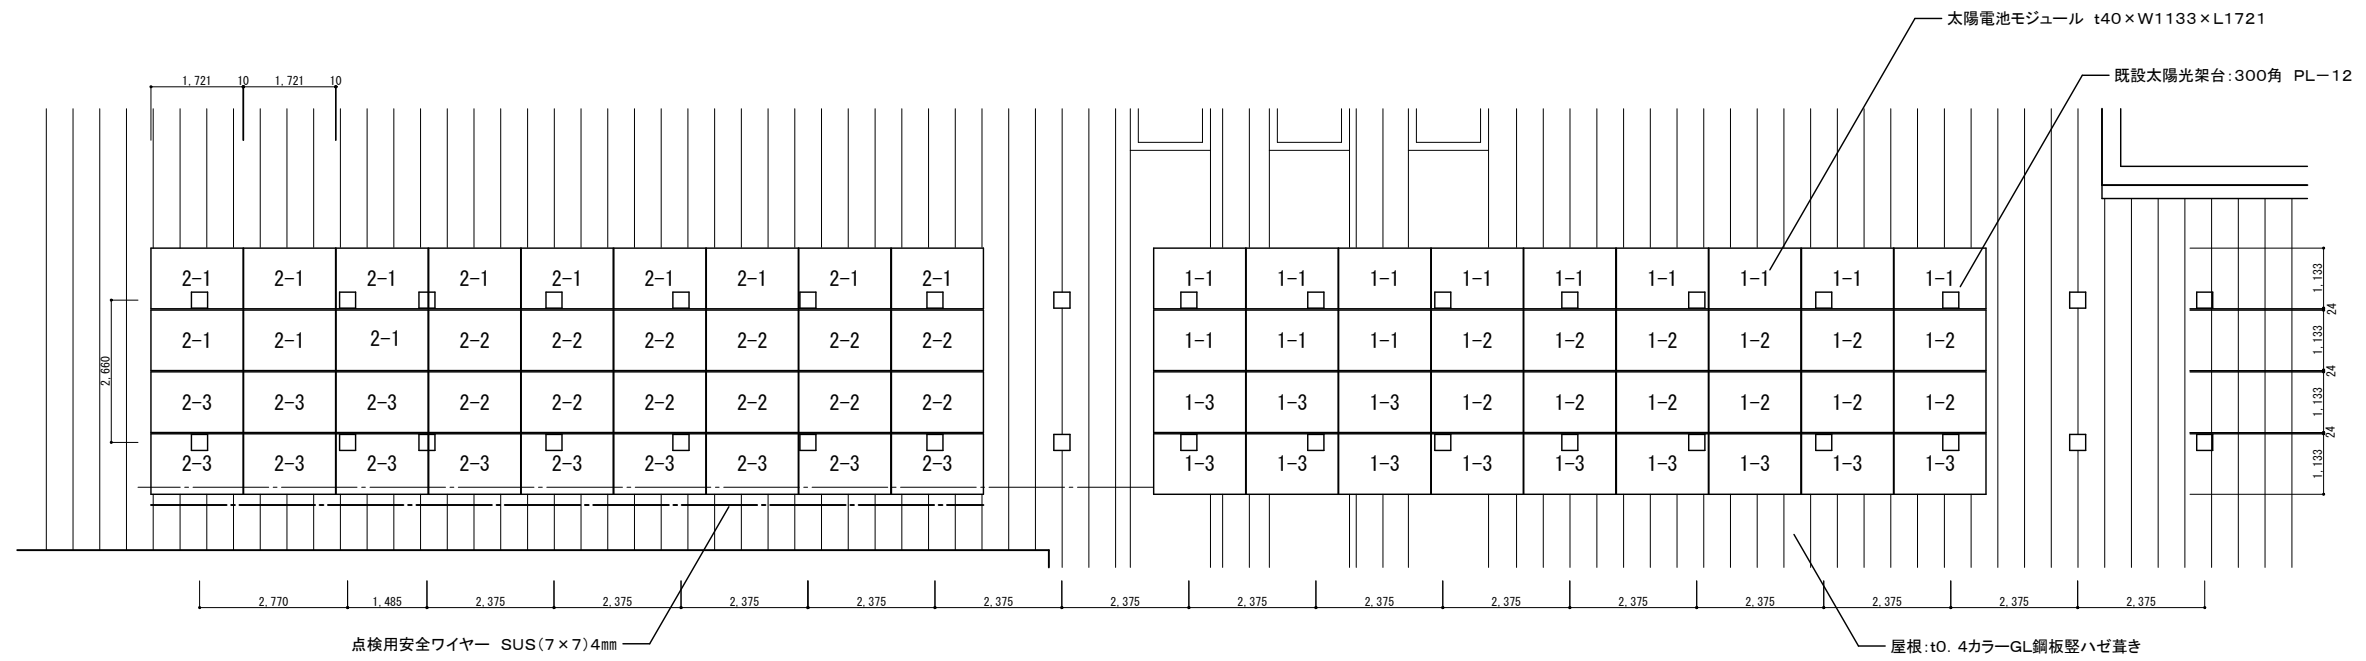 太陽電池モジュール t40×W1133×L1721
既設太陽光架台:300角 PL-12
1,721 10 1,721 10
2-1 2-1 2-1 2-1 2-1 2-1 2-1 2-1 2-1 1-1 1-1 1-1 1-1 1-1 1-1 1-1 1-1 1-1 1,133
24
2-1 2-1 2-1 2-2 2-2 2-2 2-2 2-2 2-2 1-1 1-1 1-1 1-2 1-2 1-2 1-2 1-2 1-2 1,133
2,660 24
2-3 2-3 2-3 2-2 2-2 2-2 2-2 2-2 2-2 1-3 1-3 1-3 1-2 1-2 1-2 1-2 1-2 1-2 1,133
24
2-3 2-3 2-3 2-3 2-3 2-3 2-3 2-3 2-3 1-3 1-3 1-3 1-3 1-3 1-3 1-3 1-3 1-3 1,133
2,770 1,485 2,375 2,375 2,375 2,375 2,375 2,375 2,375 2,375 2,375 2,375 2,375 2,375 2,375 2,375
点検用安全ワイヤー SUS(7×7)4㎜
屋根:t0.4カラーGL鋼板竪ハゼ葺き